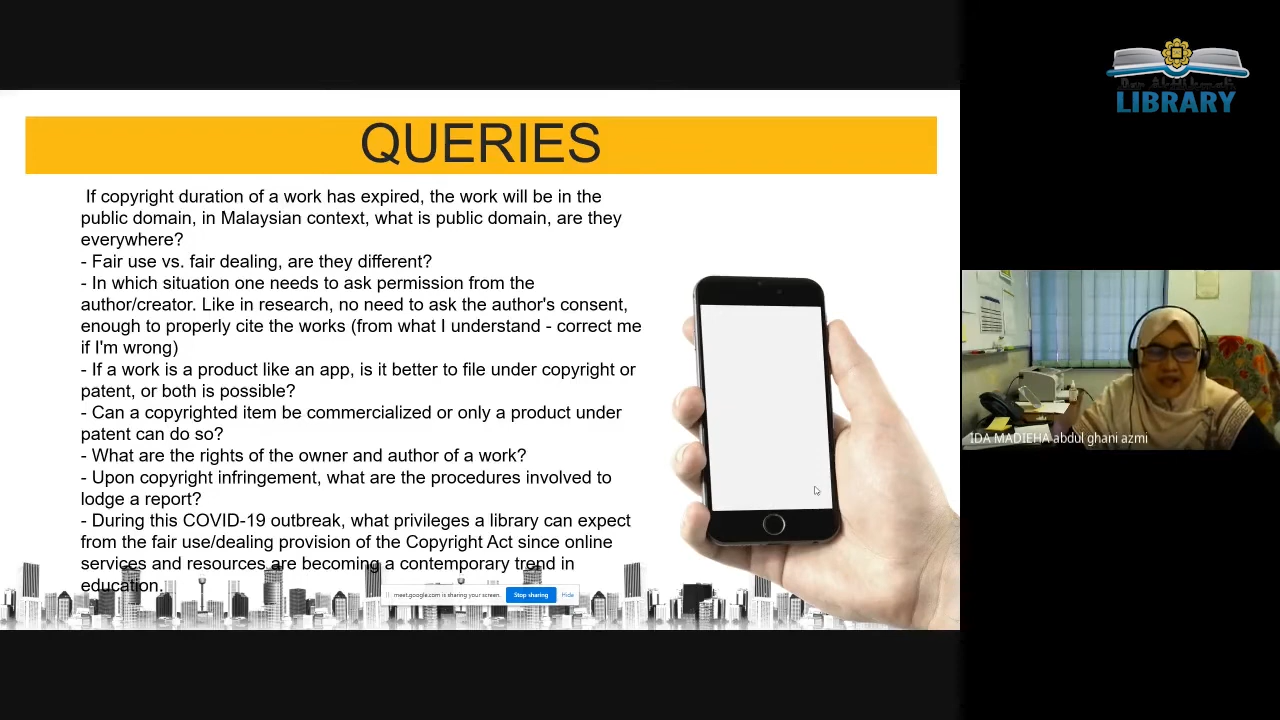 QUERIES
If copyright duration of a work has expired, the work will be in the
public domain, in Malaysian context, what is public domain, are they
everywhere?
- Fair use vs. fair dealing, are they different?
- In which situation one needs to ask permission from the
author/creator. Like in research, no need to ask the author's consent,
enough to properly cite the works (from what I understand - correct me
if I'm wrong)
- If a work is a product like an app, is it better to file under copyright or
patent, or both is possible?
- Can a copyrighted item be commercialized or only a product under
patent can do so?
- What are the rights of the owner and author of a work?
- Upon copyright infringement, what are the procedures involved to
lodge a report?
- During this COVID-19 outbreak, what privileges a library can expect
from the fair use/dealing provision of the Copyright Act since online
services and resources are becoming a contemporary trend in
education.
meet.google.com is sharing your screen.
Stop sharing
Hide
LIBRARY
IDA MADIEHA abdul ghani azmi